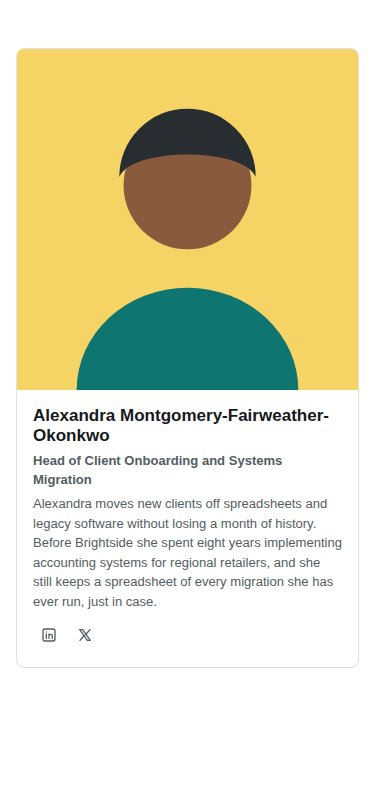 Alexandra Montgomery-Fairweather-
Okonkwo
Head of Client Onboarding and Systems
Migration
Alexandra moves new clients off spreadsheets and
legacy software without losing a month of history.
Before Brightside she spent eight years implementing
accounting systems for regional retailers, and she
still keeps a spreadsheet of every migration she has
ever run, just in case.